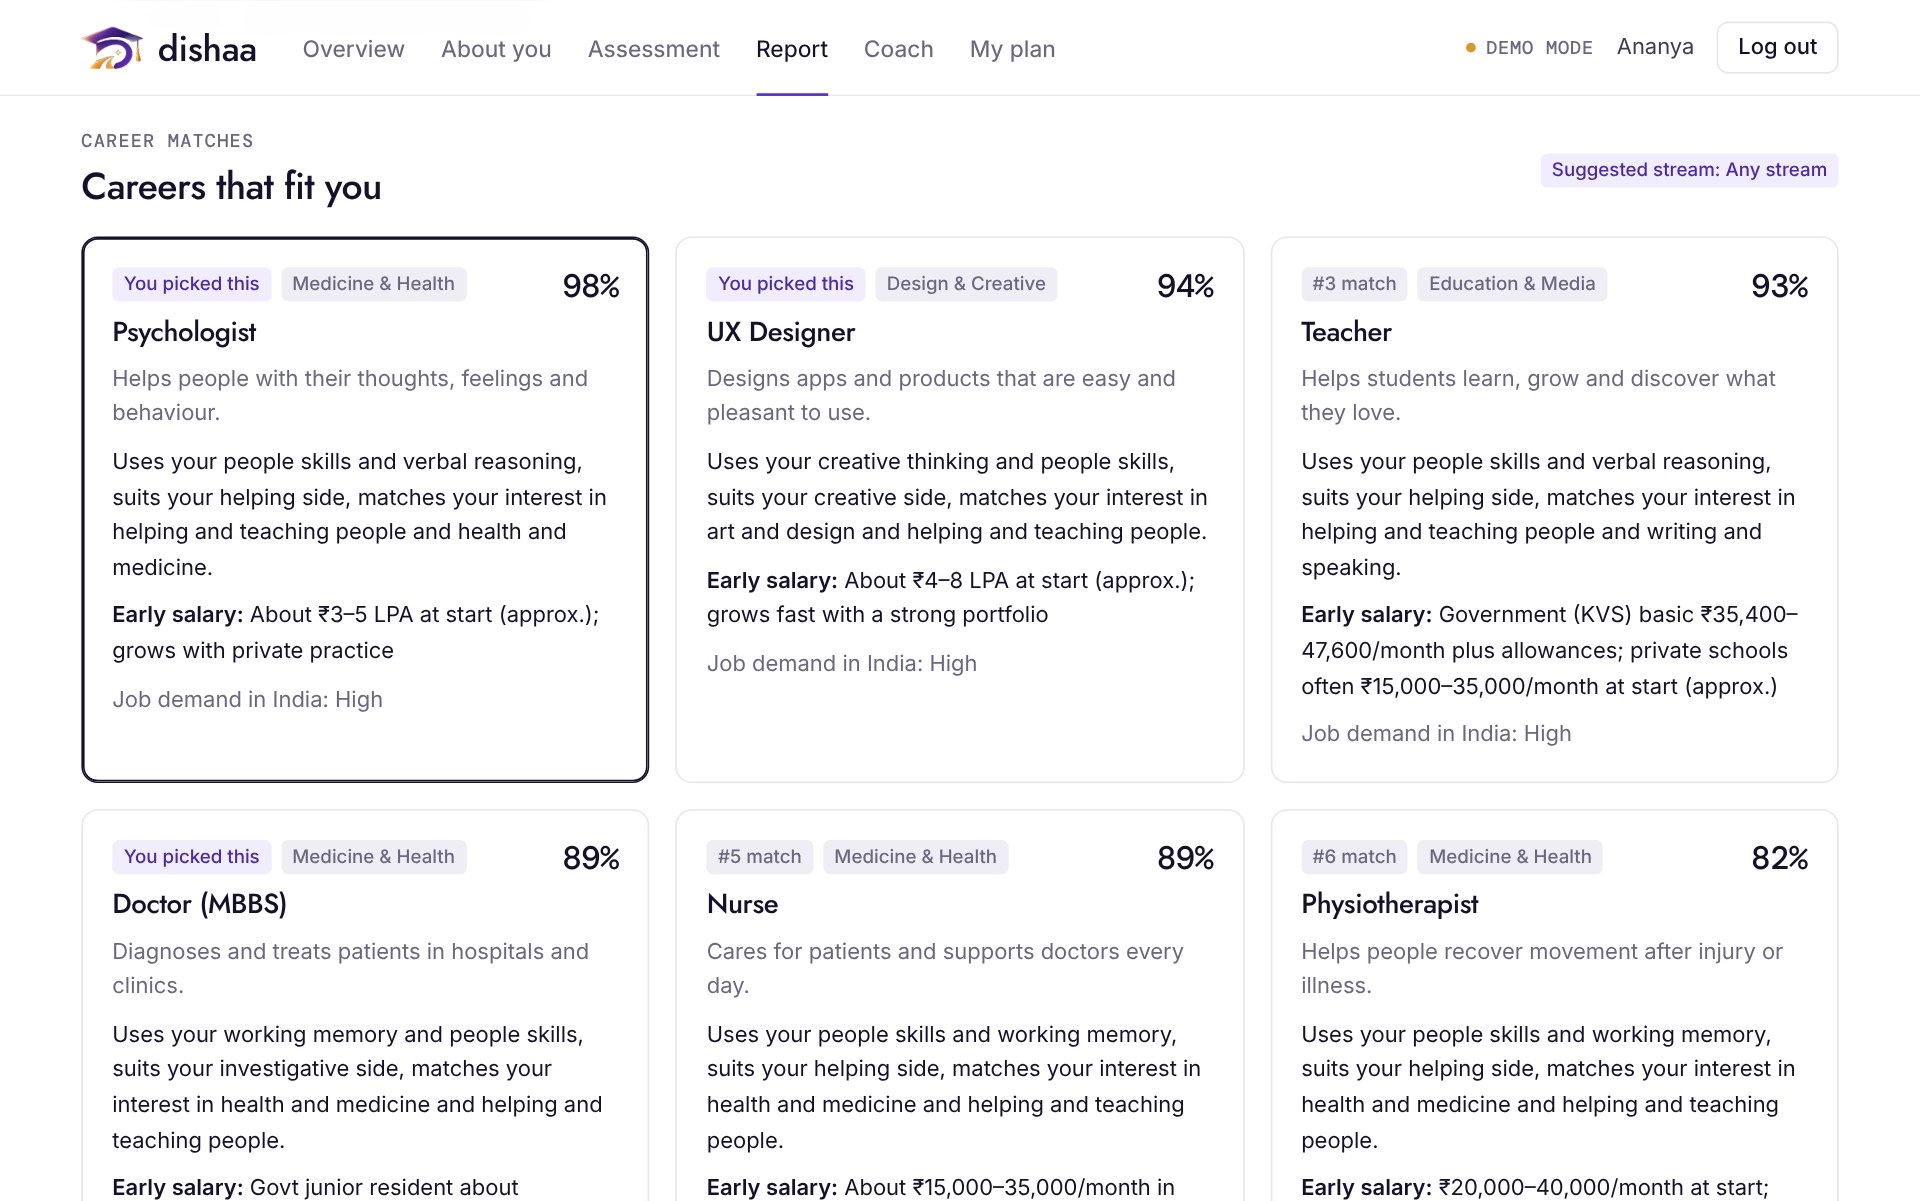 dishaa
Overview
About you
Assessment
Report
Coach
My plan
DEMO MODE
Ananya
Log out
CAREER MATCHES
Careers that fit you
Suggested stream: Any stream
You picked this
Medicine & Health
98%
Psychologist
Helps people with their thoughts, feelings and
behaviour.
Uses your people skills and verbal reasoning,
suits your helping side, matches your interest in
helping and teaching people and health and
medicine.
Early salary: About ₹3–5 LPA at start (approx.);
grows with private practice
Job demand in India: High
You picked this
Design & Creative
94%
UX Designer
Designs apps and products that are easy and
pleasant to use.
Uses your creative thinking and people skills,
suits your creative side, matches your interest in
art and design and helping and teaching people.
Early salary: About ₹4–8 LPA at start (approx.);
grows fast with a strong portfolio
Job demand in India: High
#3 match
Education & Media
93%
Teacher
Helps students learn, grow and discover what
they love.
Uses your people skills and verbal reasoning,
suits your helping side, matches your interest in
helping and teaching people and writing and
speaking.
Early salary: Government (KVS) basic ₹35,400–
47,600/month plus allowances; private schools
often ₹15,000–35,000/month at start (approx.)
Job demand in India: High
You picked this
Medicine & Health
89%
Doctor (MBBS)
Diagnoses and treats patients in hospitals and
clinics.
Uses your working memory and people skills,
suits your investigative side, matches your
interest in health and medicine and helping and
teaching people.
Early salary: Govt junior resident about
#5 match
Medicine & Health
89%
Nurse
Cares for patients and supports doctors every
day.
Uses your people skills and working memory,
suits your helping side, matches your interest in
health and medicine and helping and teaching
people.
Early salary: About ₹15,000–35,000/month in
#6 match
Medicine & Health
82%
Physiotherapist
Helps people recover movement after injury or
illness.
Uses your people skills and working memory,
suits your helping side, matches your interest in
health and medicine and helping and teaching
people.
Early salary: ₹20,000–40,000/month at start;